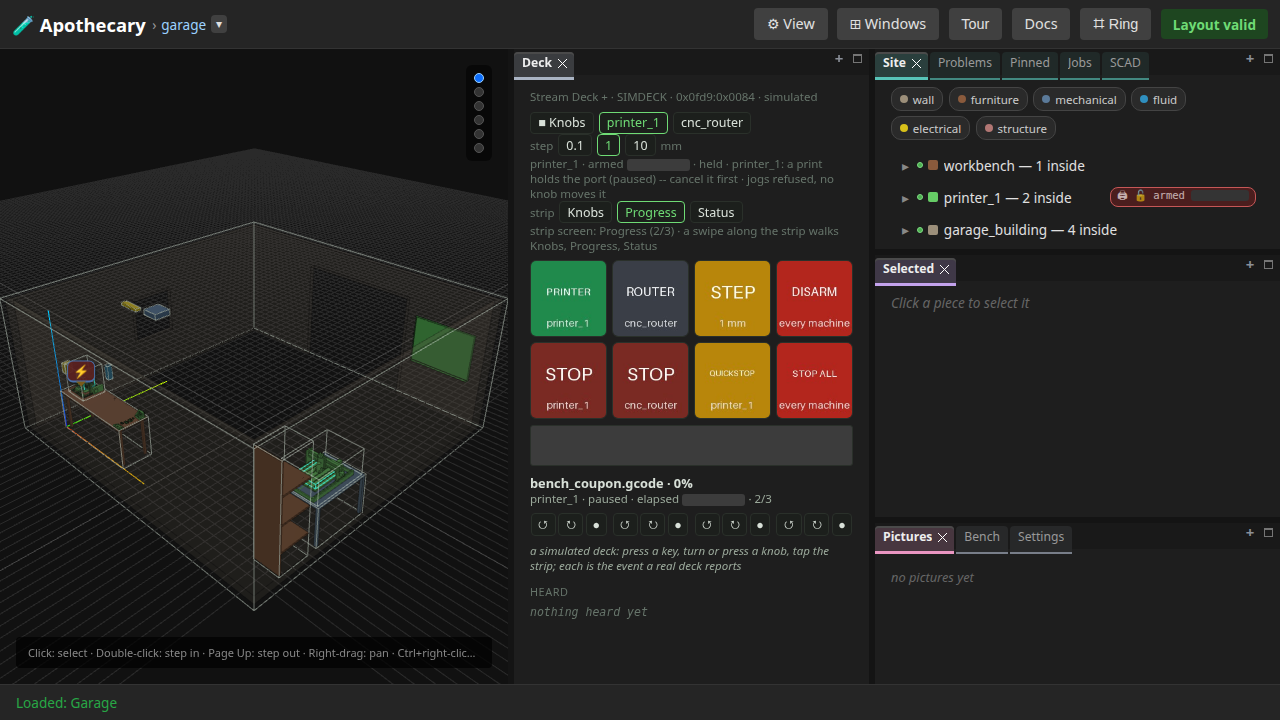 Apothecary › garage ▾
⚙ View
⊞ Windows
Tour
Docs
⌗ Ring
Layout valid
Deck
Stream Deck + · SIMDECK · 0x0fd9:0x0084 · simulated
■ Knobs
printer_1
cnc_router
step 0.1 1 10 mm
printer_1 · armed · held · printer_1: a print
holds the port (paused) -- cancel it first · jogs refused, no
knob moves it
strip Knobs Progress Status
strip screen: Progress (2/3) · a swipe along the strip walks
Knobs, Progress, Status
PRINTER
printer_1
ROUTER
cnc_router
STEP
1 mm
DISARM
every machine
STOP
printer_1
STOP
cnc_router
QUICKSTOP
printer_1
STOP ALL
every machine
bench_coupon.gcode · 0%
printer_1 · paused · elapsed · 2/3
a simulated deck: press a key, turn or press a knob, tap the
strip; each is the event a real deck reports
HEARD
nothing heard yet
Site
Problems
Pinned
Jobs
SCAD
wall
furniture
mechanical
fluid
electrical
structure
workbench — 1 inside
printer_1 — 2 inside
armed
garage_building — 4 inside
Selected
Click a piece to select it
Pictures
Bench
Settings
no pictures yet
Click: select · Double-click: step in · Page Up: step out · Right-drag: pan · Ctrl+right-clic...
Loaded: Garage